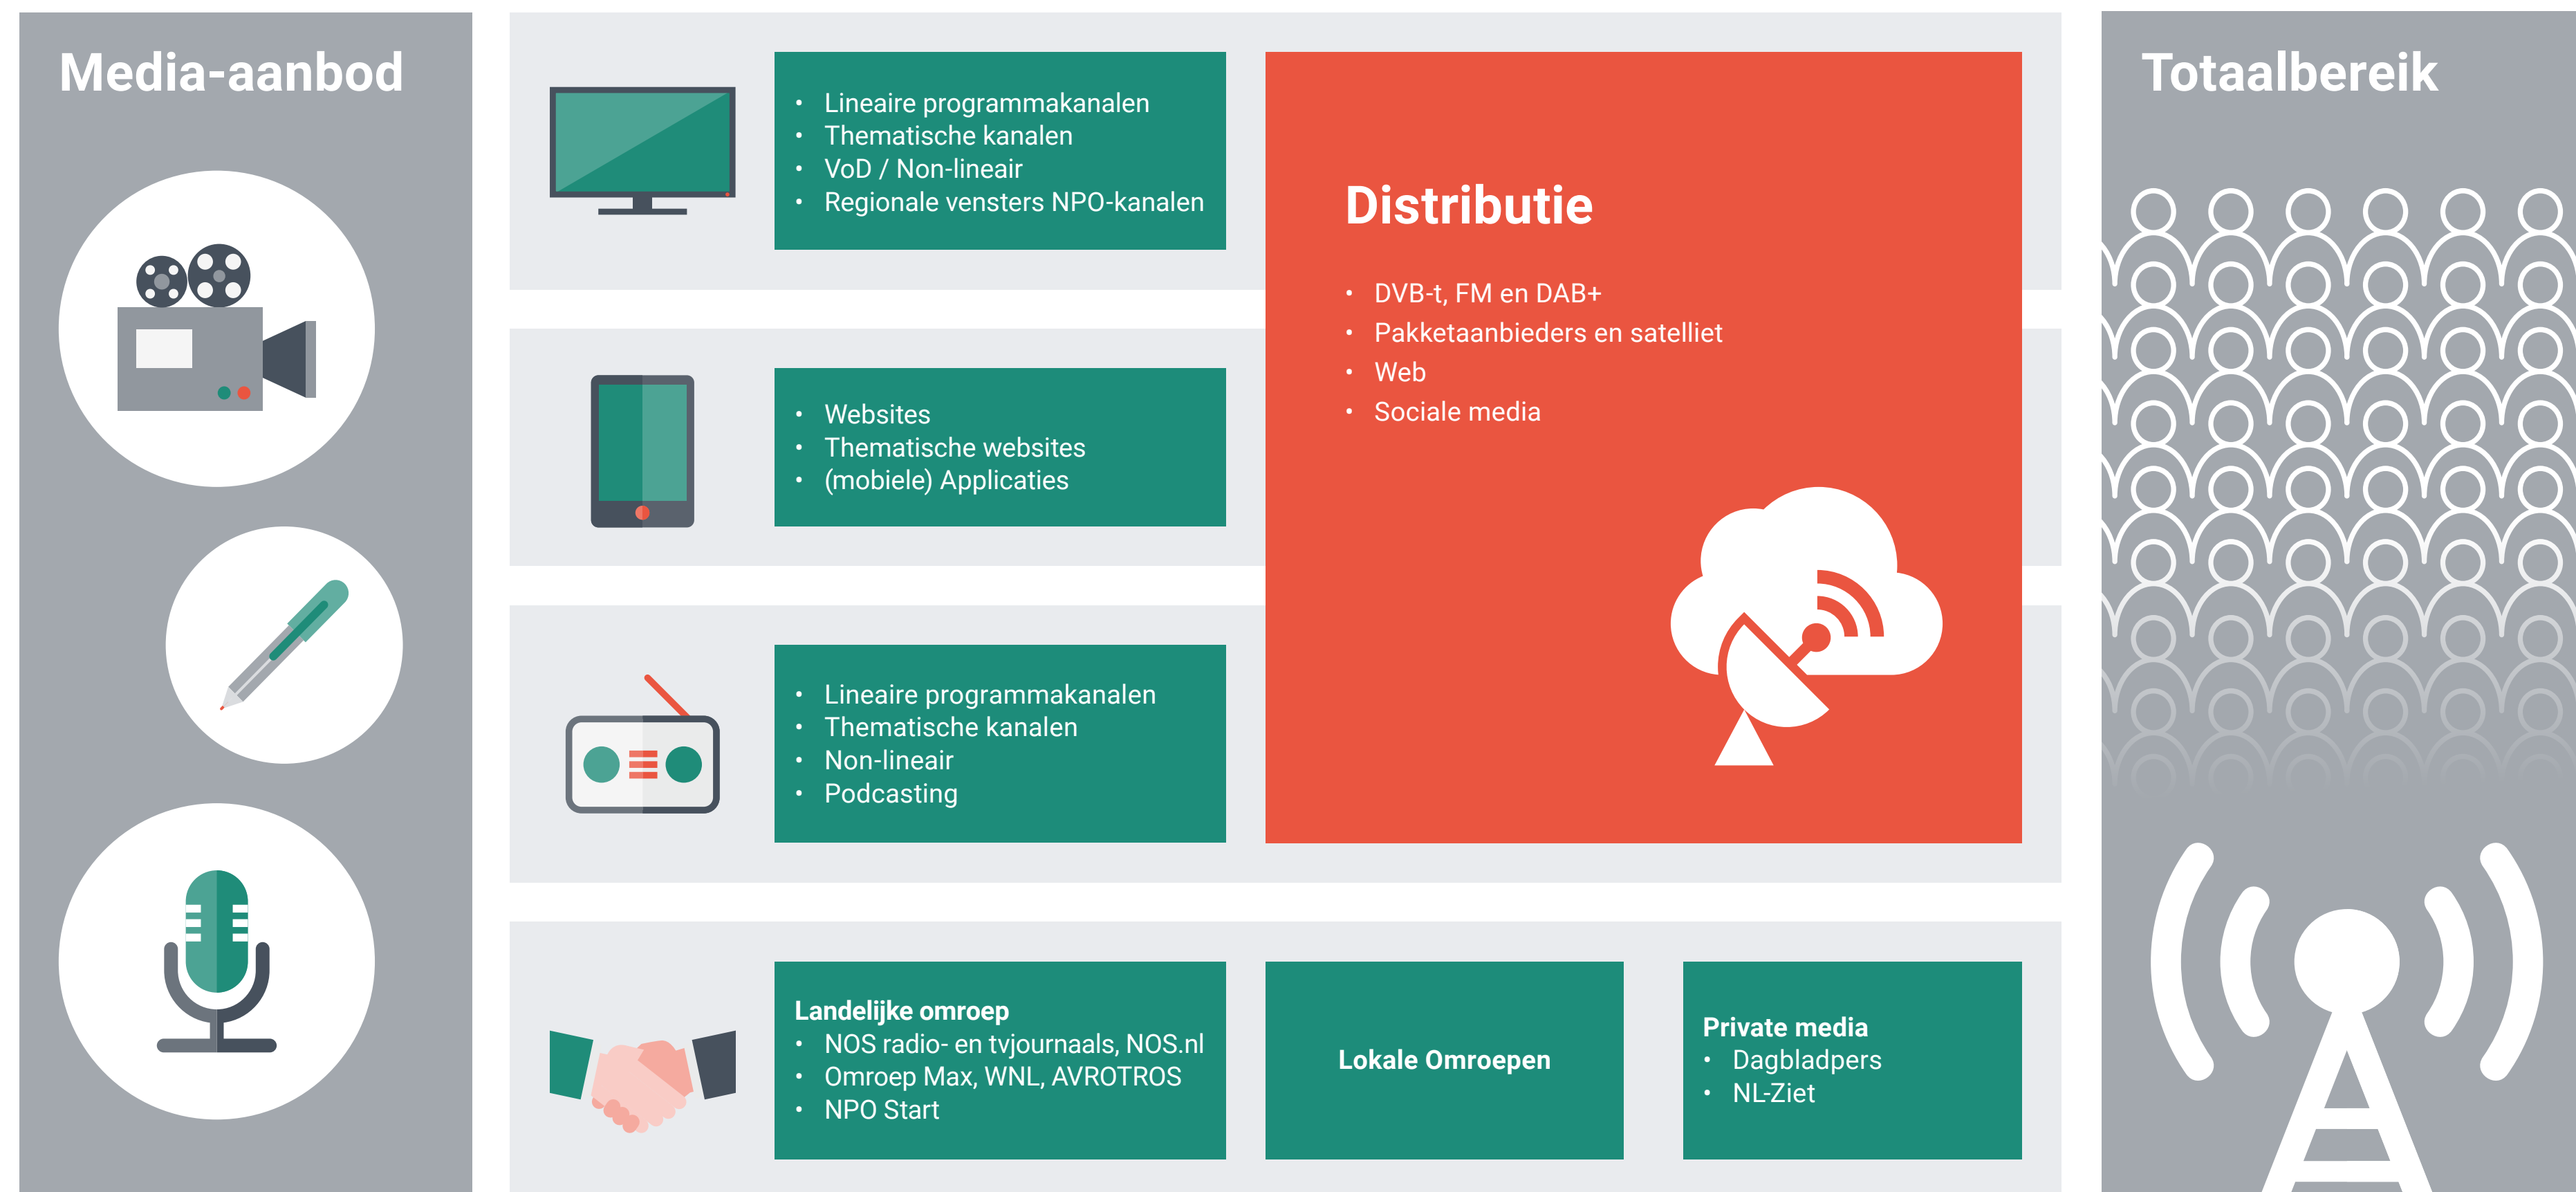 Media-aanbod
• Lineaire programmakanalen
• Thematische kanalen
• VoD / Non-lineair
• Regionale vensters NPO-kanalen
• Websites
• Thematische websites
• (mobiele) Applicaties
• Lineaire programmakanalen
• Thematische kanalen
• Non-lineair
• Podcasting
Distributie
• DVB-t, FM en DAB+
• Pakketaanbieders en satelliet
• Web
• Sociale media
Landelijke omroep
• NOS radio- en tvjournaals, NOS.nl
• Omroep Max, WNL, AVROTROS
• NPO Start
Lokale Omroepen
Private media
• Dagbladpers
• NL-Ziet
Totaalbereik